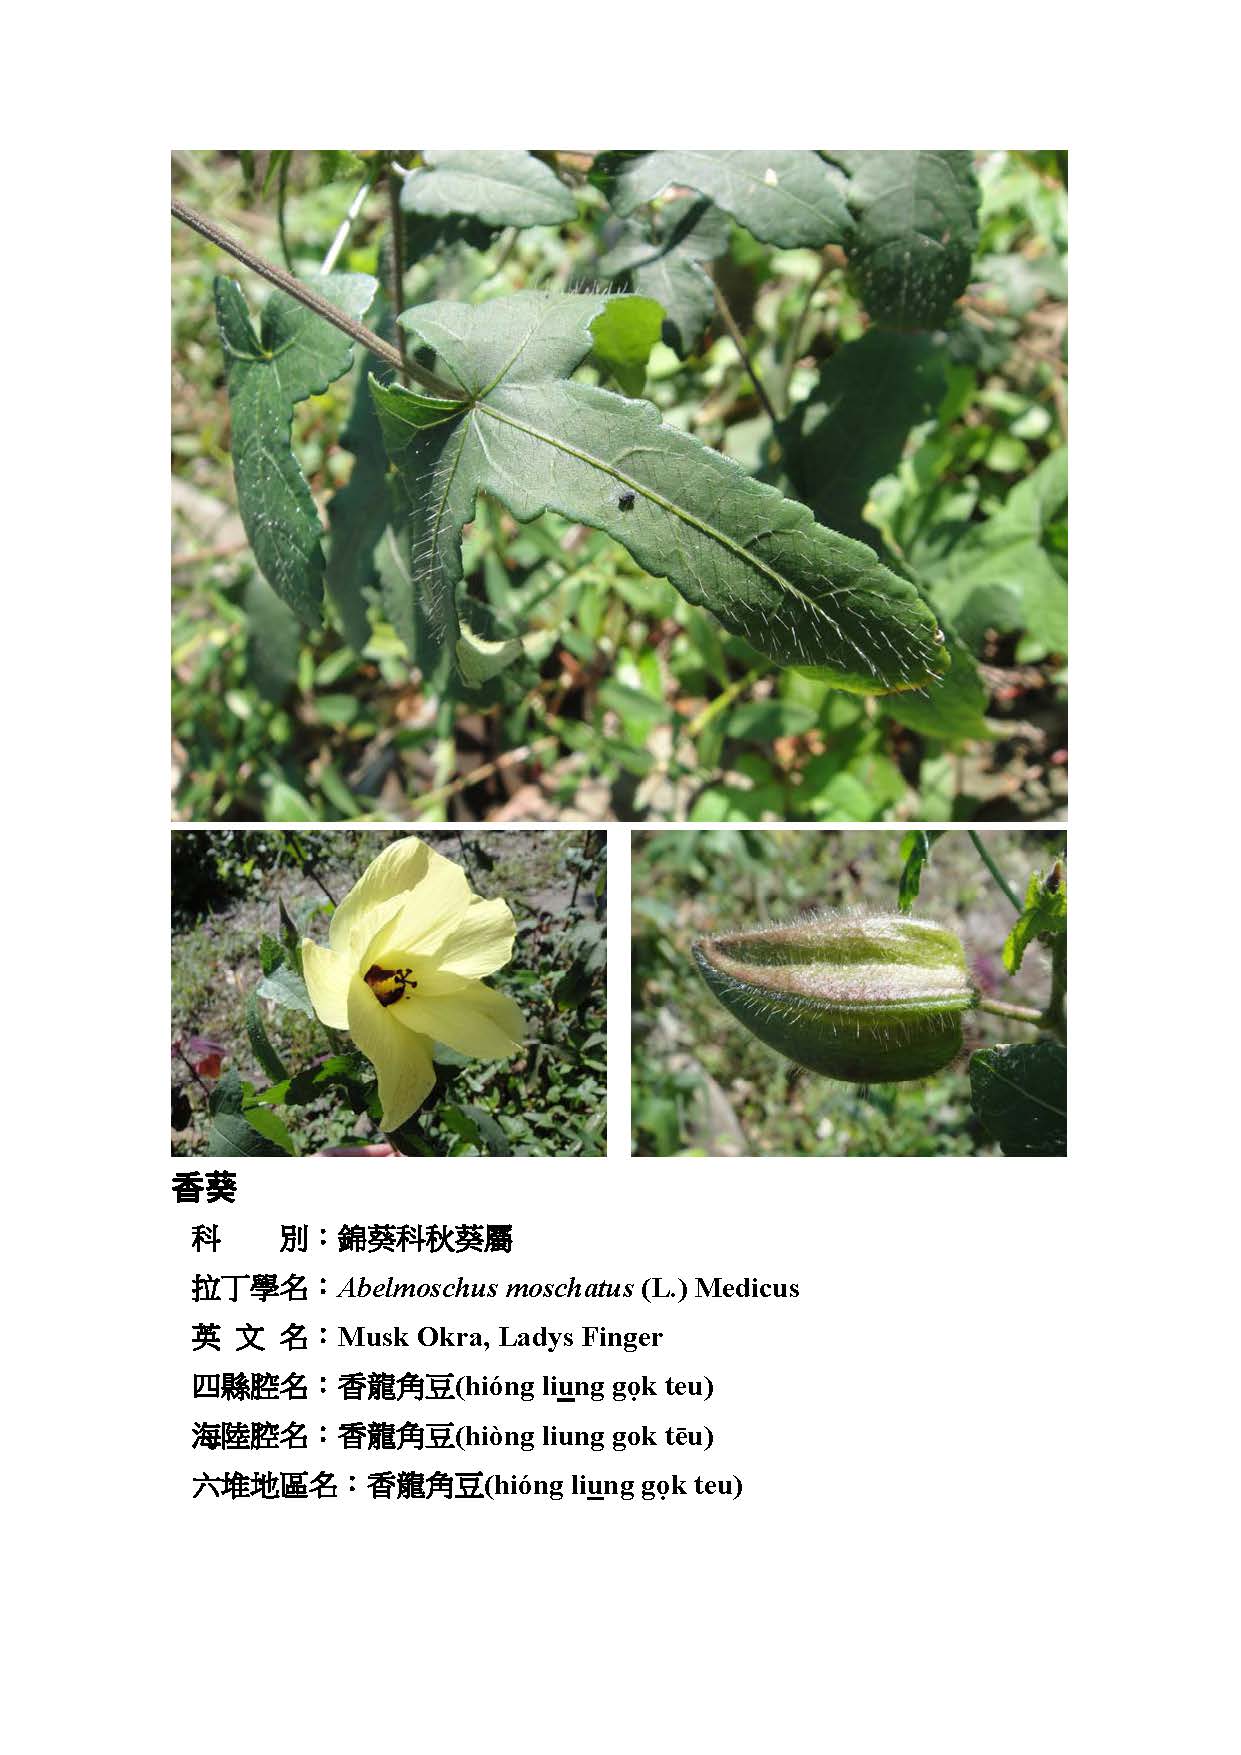 香葵
科　　別：錦葵科秋葵屬
拉丁學名：Abelmoschus moschatus (L.) Medicus
英 文 名：Musk Okra, Ladys Finger
四縣腔名：香龍角豆(hióng liu̲ng gọk teu)
海陸腔名：香龍角豆(hiòng liung gok tēu)
六堆地區名：香龍角豆(hióng liu̲ng gọk teu)